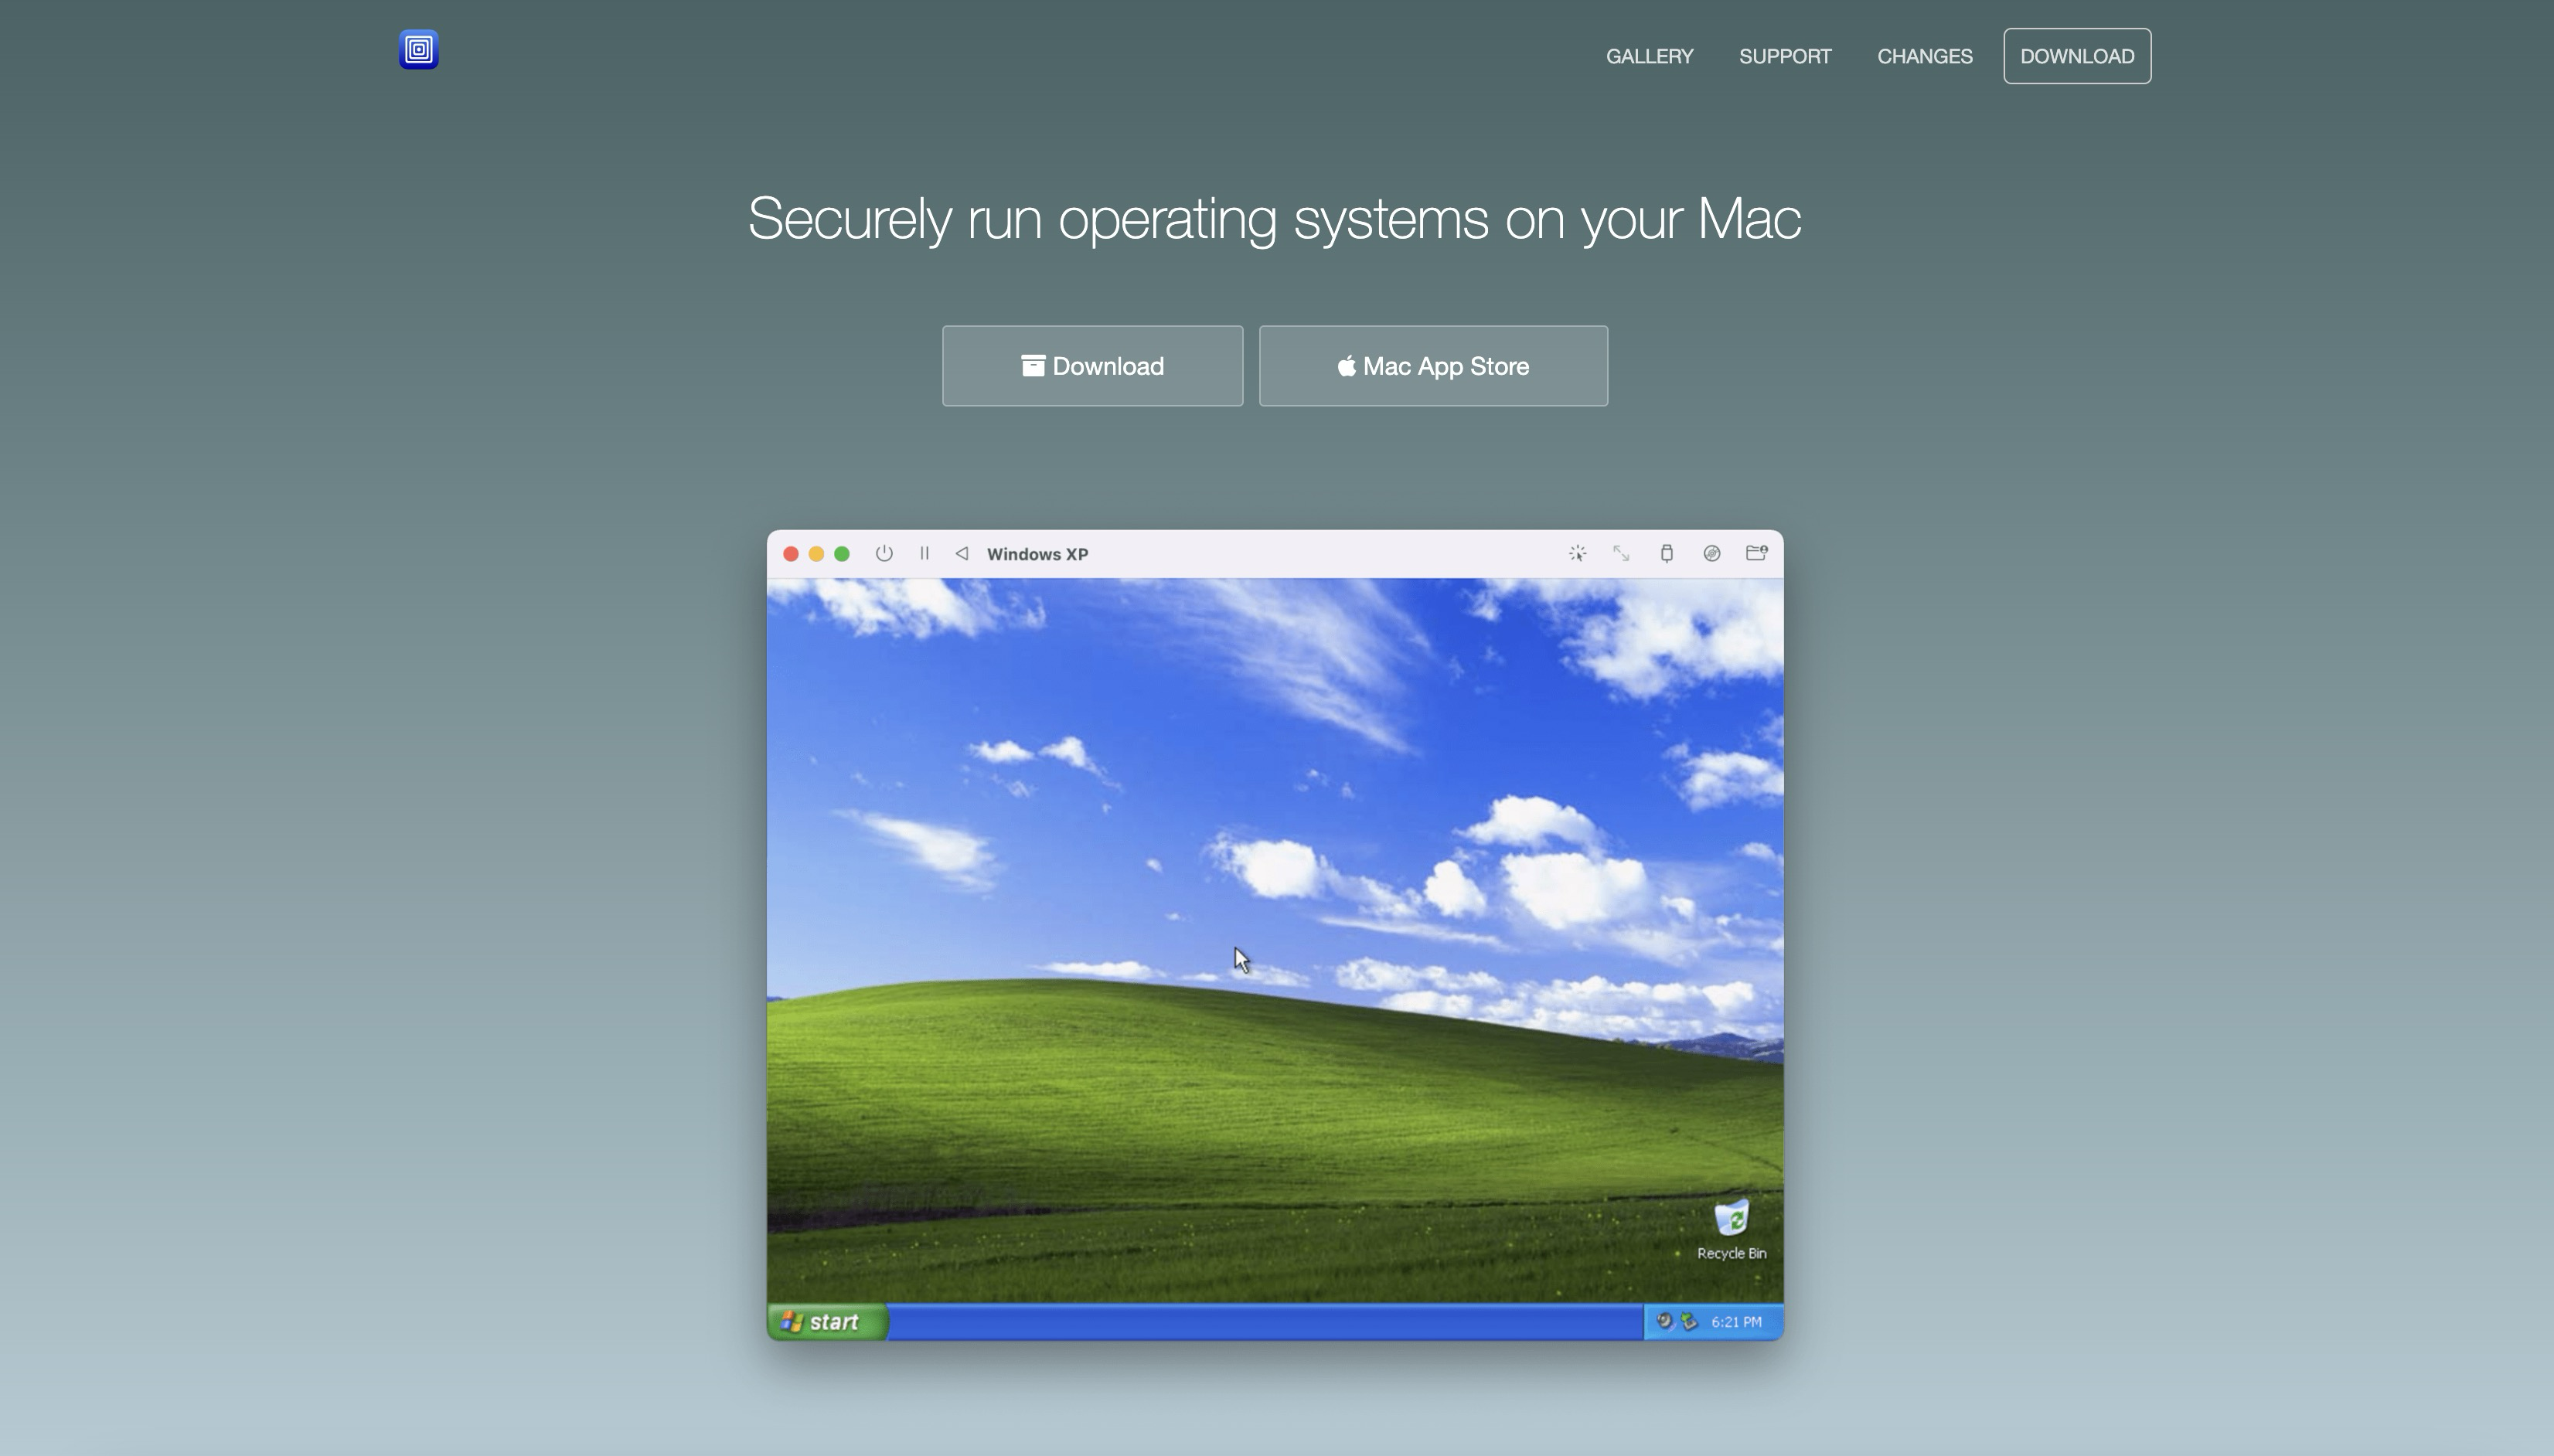 GALLERY SUPPORT CHANGES DOWNLOAD
Securely run operating systems on your Mac
Download Mac App Store
Windows XP
Recycle Bin
start 6:21 PM